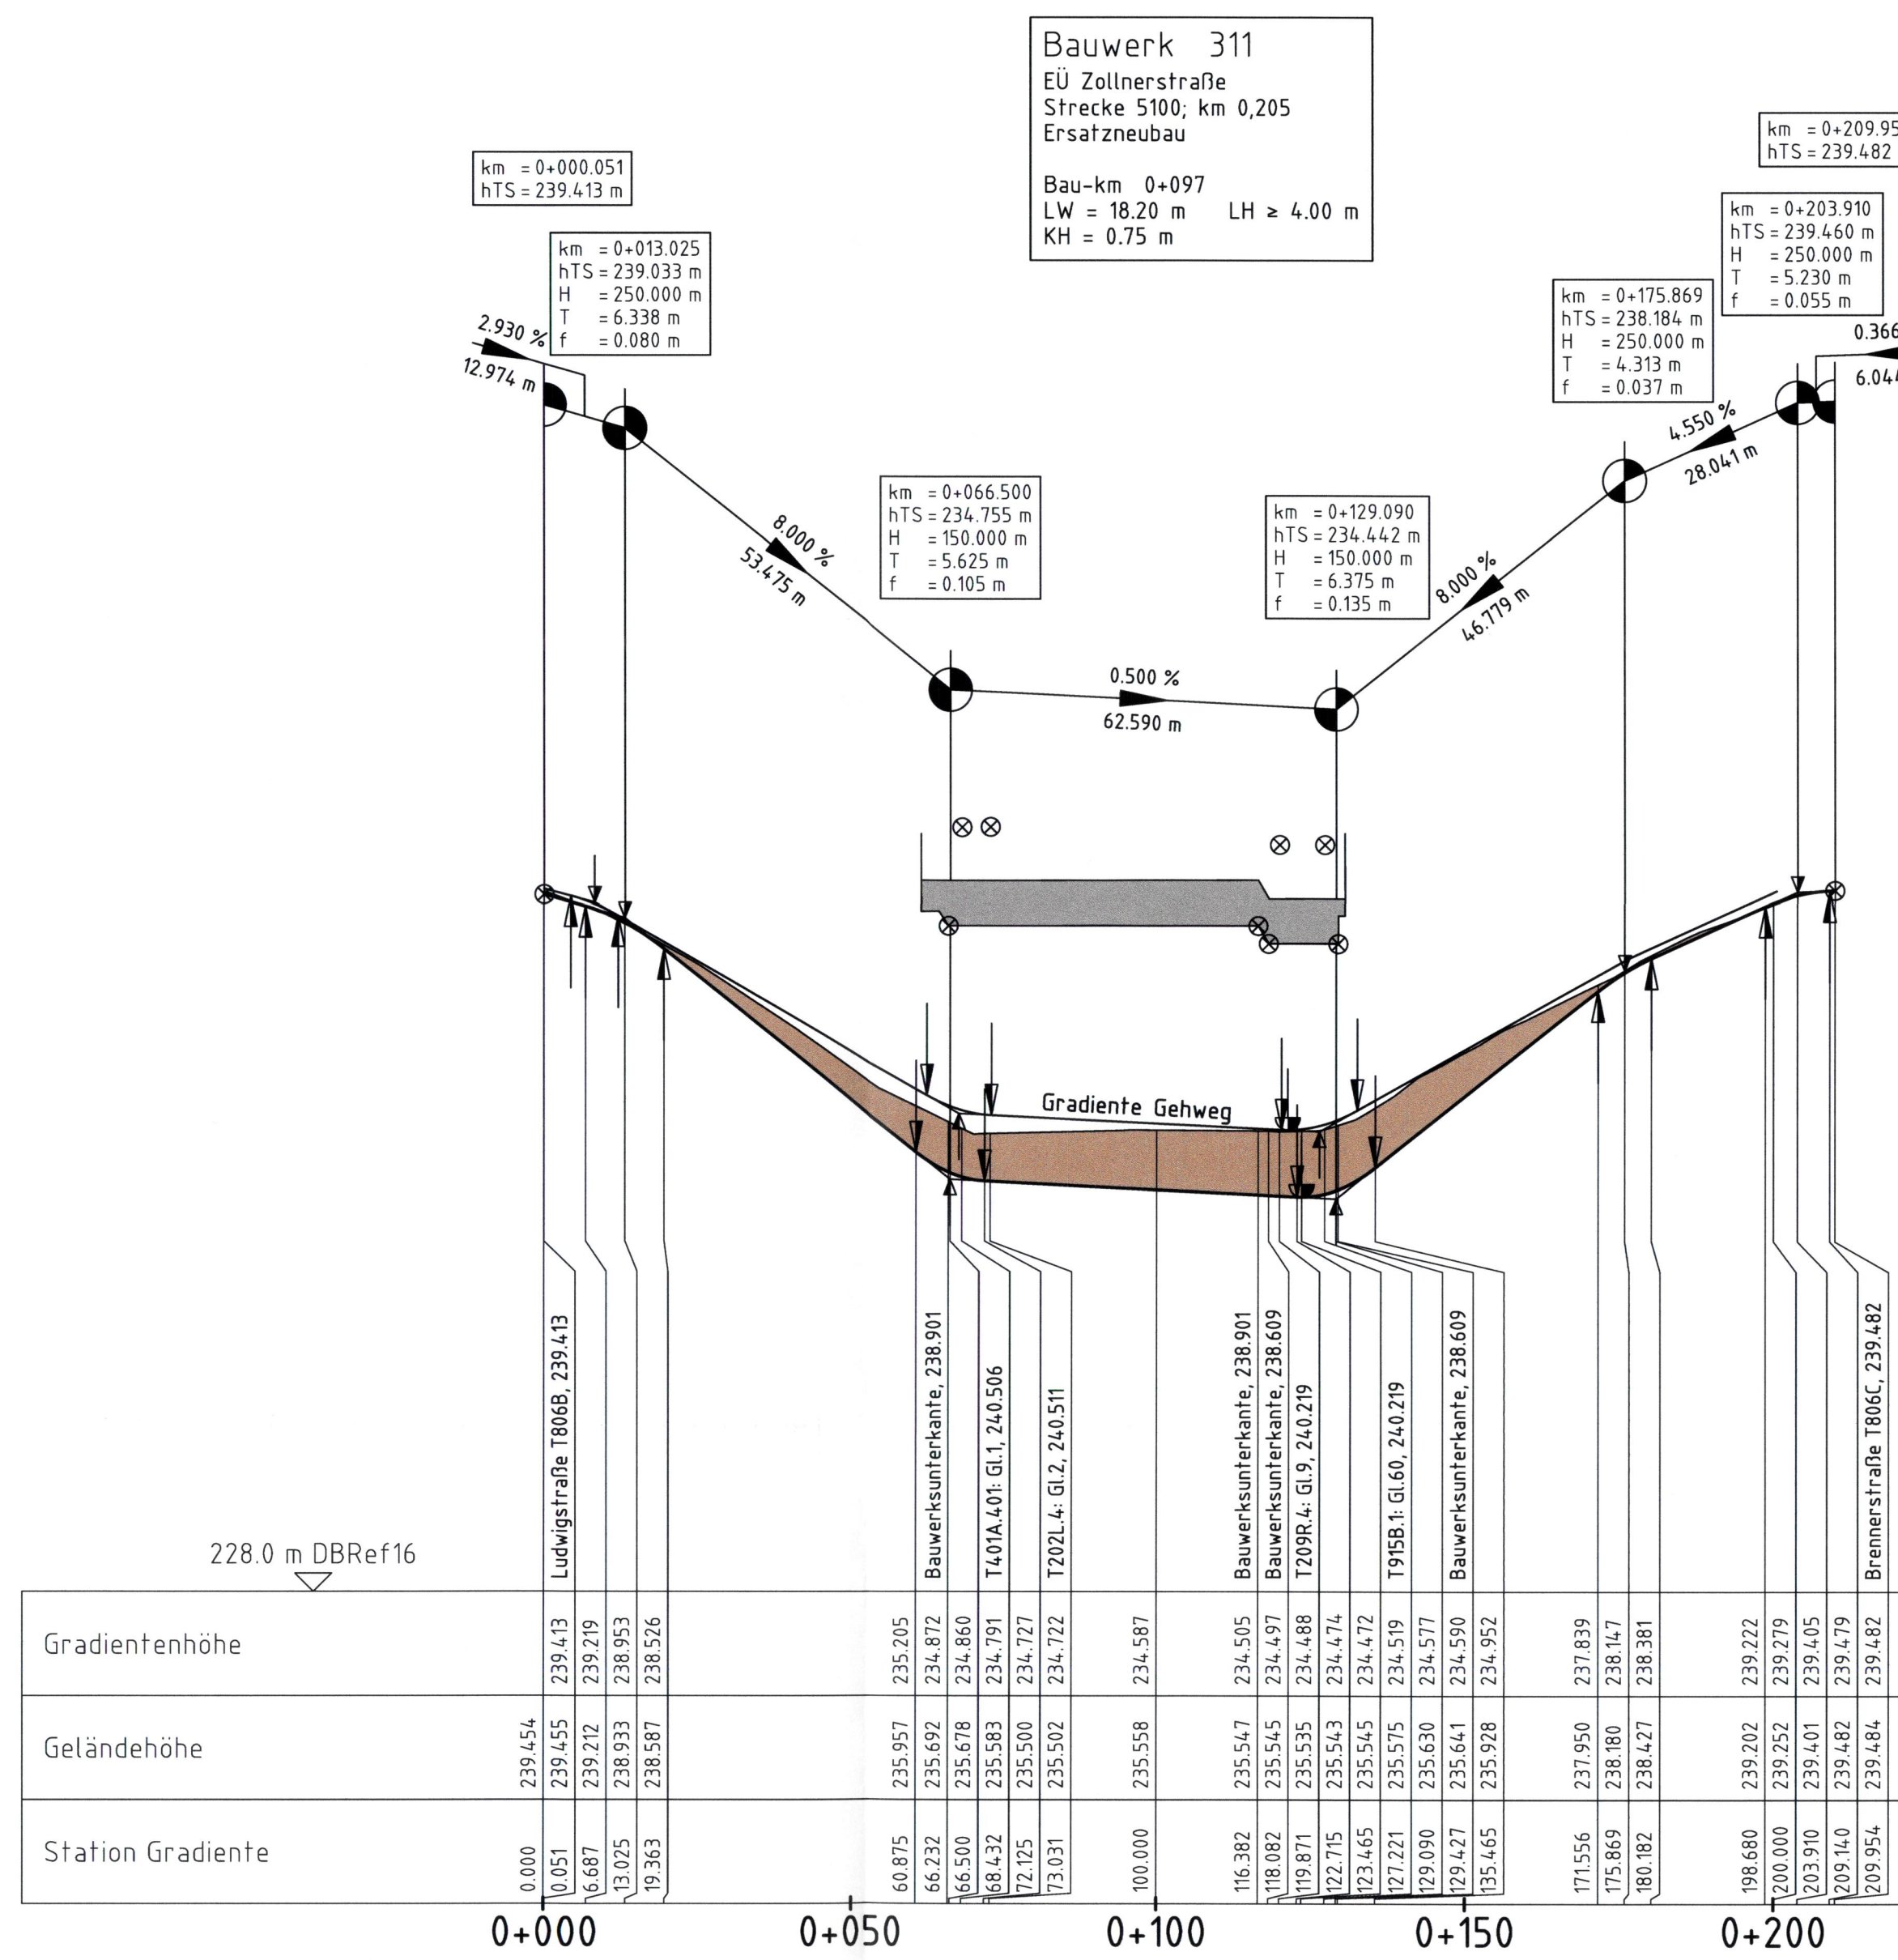 Bauwerk 311
EÜ Zollnerstraße
Strecke 5100; km 0,205
Ersatzneubau
Bau-km 0+097
LW = 18.20 m LH ≥ 4.00 m
KH = 0.75 m
km = 0+000.051
hTS = 239.413 m
km = 0+013.025
hTS = 239.033 m
H = 250.000 m
T = 6.338 m
f = 0.080 m
km = 0+066.500
hTS = 234.755 m
H = 150.000 m
T = 5.625 m
f = 0.105 m
km = 0+129.090
hTS = 234.442 m
H = 150.000 m
T = 6.375 m
f = 0.135 m
km = 0+175.869
hTS = 238.184 m
H = 250.000 m
T = 4.313 m
f = 0.037 m
km = 0+203.910
hTS = 239.460 m
H = 250.000 m
T = 5.230 m
f = 0.055 m
km = 0+209.95
hTS = 239.482
2.930 %
12.974 m
8.000 %
53.475 m
0.500 %
62.590 m
8.000 %
46.779 m
4.550 %
28.041 m
0.366
6.044
Gradiente Gehweg
Ludwigstraße T806B, 239.413
Bauwerksunterkante, 238.901
T401A.401: Gl.1, 240.506
T202L.4: Gl.2, 240.511
Bauwerksunterkante, 238.901
Bauwerksunterkante, 238.609
T209R.4: Gl.9, 240.219
T915B.1: Gl.60, 240.219
Bauwerksunterkante, 238.609
Brennerstraße T806C, 239.482
228.0 m DBRef16
Gradientenhöhe
239.413
239.219
238.953
238.526
235.205
234.872
234.860
234.791
234.727
234.722
234.587
234.505
234.497
234.488
234.474
234.472
234.519
234.577
234.590
234.952
237.839
238.147
238.381
239.222
239.279
239.405
239.479
239.482
Geländehöhe
239.454
239.455
239.212
238.933
238.587
235.957
235.692
235.678
235.583
235.500
235.502
235.558
235.547
235.545
235.535
235.543
235.545
235.575
235.630
235.641
235.928
237.950
238.180
238.427
239.202
239.252
239.401
239.482
239.484
Station Gradiente
0.000
0.051
6.687
13.025
19.363
60.875
66.232
66.500
68.432
72.125
73.031
100.000
116.382
118.082
119.871
122.715
123.465
127.221
129.090
129.427
135.465
171.556
175.869
180.182
198.680
200.000
203.910
209.140
209.954
0+000
0+050
0+100
0+150
0+200